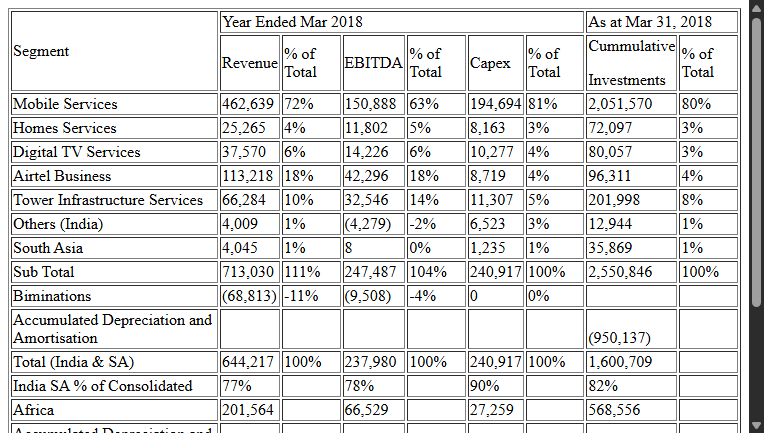 Segment Year Ended Mar 2018 As at Mar 31, 2018
Revenue % of Total EBITDA % of Total Capex % of Total Cummulative Investments % of Total
Mobile Services 462,639 72% 150,888 63% 194,694 81% 2,051,570 80%
Homes Services 25,265 4% 11,802 5% 8,163 3% 72,097 3%
Digital TV Services 37,570 6% 14,226 6% 10,277 4% 80,057 3%
Airtel Business 113,218 18% 42,296 18% 8,719 4% 96,311 4%
Tower Infrastructure Services 66,284 10% 32,546 14% 11,307 5% 201,998 8%
Others (India) 4,009 1% (4,279) -2% 6,523 3% 12,944 1%
South Asia 4,045 1% 8 0% 1,235 1% 35,869 1%
Sub Total 713,030 111% 247,487 104% 240,917 100% 2,550,846 100%
Biminations (68,813) -11% (9,508) -4% 0 0%
Accumulated Depreciation and Amortisation (950,137)
Total (India & SA) 644,217 100% 237,980 100% 240,917 100% 1,600,709
India SA % of Consolidated 77% 78% 90% 82%
Africa 201,564 66,529 27,259 568,556
Accumulated Depreciation and